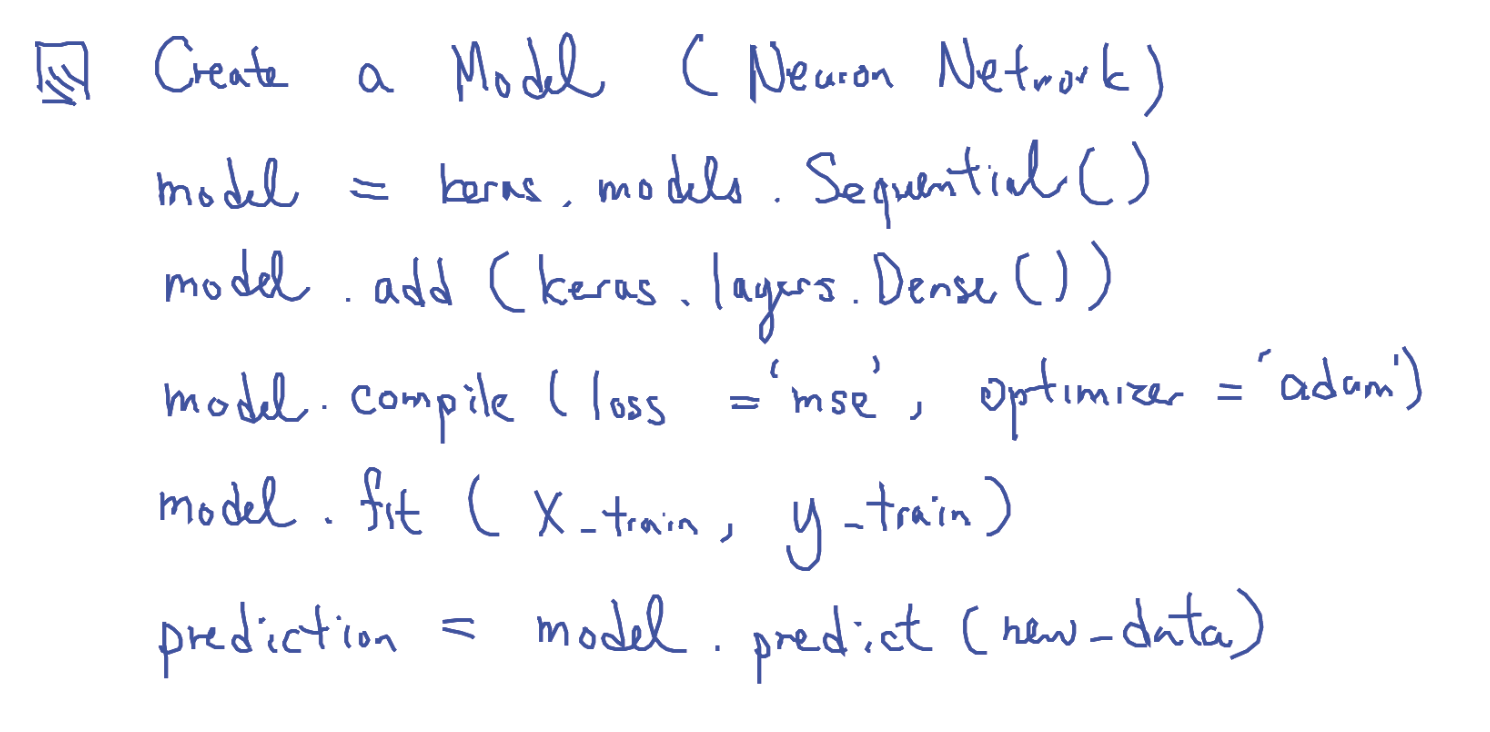 Create a Model (Neuron Network)
model = keras.models.Sequential()
model.add(keras.layers.Dense())
model.compile(loss = 'mse', optimizer = 'adam')
model.fit(X_train, y_train)
prediction = model.predict(new_data)